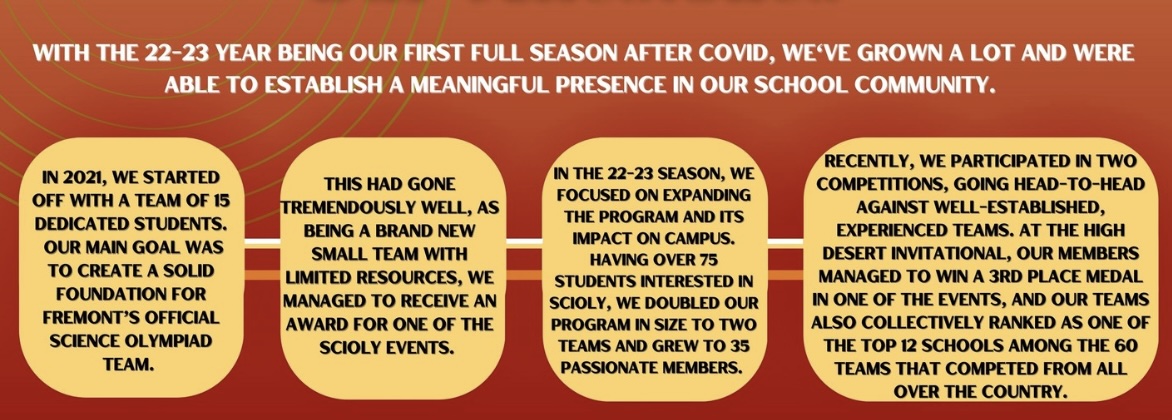 WITH THE 22-23 YEAR BEING OUR FIRST FULL SEASON AFTER COVID, WE'VE GROWN A LOT AND WERE
ABLE TO ESTABLISH A MEANINGFUL PRESENCE IN OUR SCHOOL COMMUNITY.
IN 2021, WE STARTED
OFF WITH A TEAM OF 15
DEDICATED STUDENTS.
OUR MAIN GOAL WAS
TO CREATE A SOLID
FOUNDATION FOR
FREMONT'S OFFICIAL
SCIENCE OLYMPIAD
TEAM.
THIS HAD GONE
TREMENDOUSLY WELL, AS
BEING A BRAND NEW
SMALL TEAM WITH
LIMITED RESOURCES, WE
MANAGED TO RECEIVE AN
AWARD FOR ONE OF THE
SCIOLY EVENTS.
IN THE 22-23 SEASON, WE
FOCUSED ON EXPANDING
THE PROGRAM AND ITS
IMPACT ON CAMPUS.
HAVING OVER 75
STUDENTS INTERESTED IN
SCIOLY, WE DOUBLED OUR
PROGRAM IN SIZE TO TWO
TEAMS AND GREW TO 35
PASSIONATE MEMBERS.
RECENTLY, WE PARTICIPATED IN TWO
COMPETITIONS, GOING HEAD-TO-HEAD
AGAINST WELL-ESTABLISHED,
EXPERIENCED TEAMS. AT THE HIGH
DESERT INVITATIONAL, OUR MEMBERS
MANAGED TO WIN A 3RD PLACE MEDAL
IN ONE OF THE EVENTS, AND OUR TEAMS
ALSO COLLECTIVELY RANKED AS ONE OF
THE TOP 12 SCHOOLS AMONG THE 60
TEAMS THAT COMPETED FROM ALL
OVER THE COUNTRY.